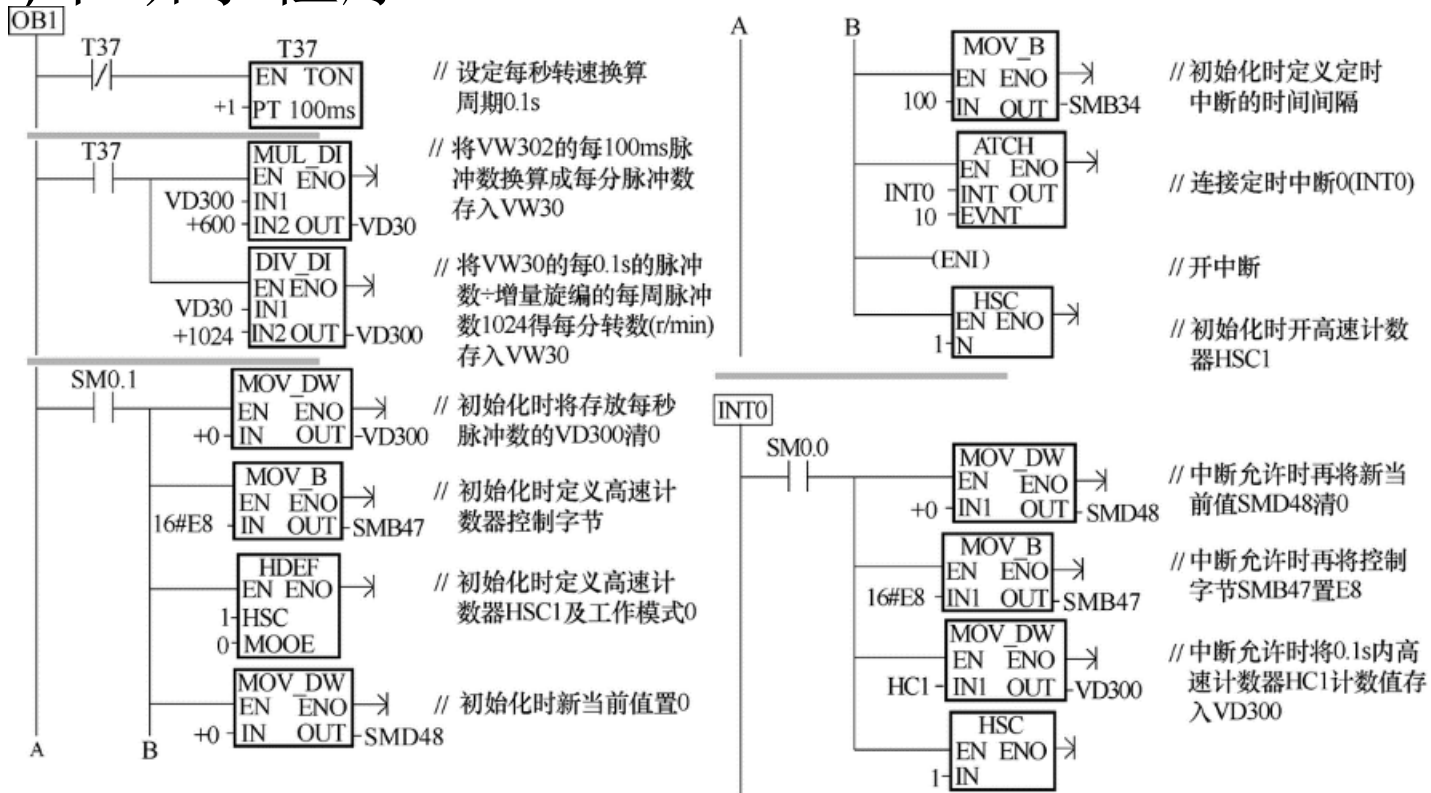 OB1
T37
T37
EN TON
+1 PT 100ms
// 设定每秒转速换算
周期0.1s
T37
MUL_DI
EN ENO
VD300 IN1
+600 IN2 OUT VD30
// 将VW302的每100ms脉
冲数换算成每分脉冲数
存入VW30
DIV_DI
EN ENO
VD30 IN1
+1024 IN2 OUT VD300
// 将VW30的每0.1s的脉冲
数÷增量旋编的每周脉冲
数1024得每分转数(r/min)
存入VW30
SM0.1
MOV_DW
EN ENO
+0 IN OUT VD300
// 初始化时将存放每秒
脉冲数的VD300清0
MOV_B
EN ENO
16#E8 IN OUT SMB47
// 初始化时定义高速计
数器控制字节
HDEF
EN ENO
1 HSC
0 MOOE
// 初始化时定义高速计
数器HSC1及工作模式0
MOV_DW
EN ENO
+0 IN OUT SMD48
// 初始化时新当前值置0
A B
A B
MOV_B
EN ENO
100 IN OUT SMB34
// 初始化时定义定时
中断的时间间隔
ATCH
EN ENO
INT0 INT OUT
10 EVNT
// 连接定时中断0(INT0)
(ENI)
// 开中断
HSC
EN ENO
1 N
// 初始化时开高速计数
器HSC1
INT0
SM0.0
MOV_DW
EN ENO
+0 IN1 OUT SMD48
// 中断允许时再将新当
前值SMD48清0
MOV_B
EN ENO
16#E8 IN1 OUT SMB47
// 中断允许时再将控制
字节SMB47置E8
MOV_DW
EN ENO
HC1 IN1 OUT VD300
// 中断允许时将0.1s内高
速计数器HC1计数值存
入VD300
HSC
EN ENO
1 IN